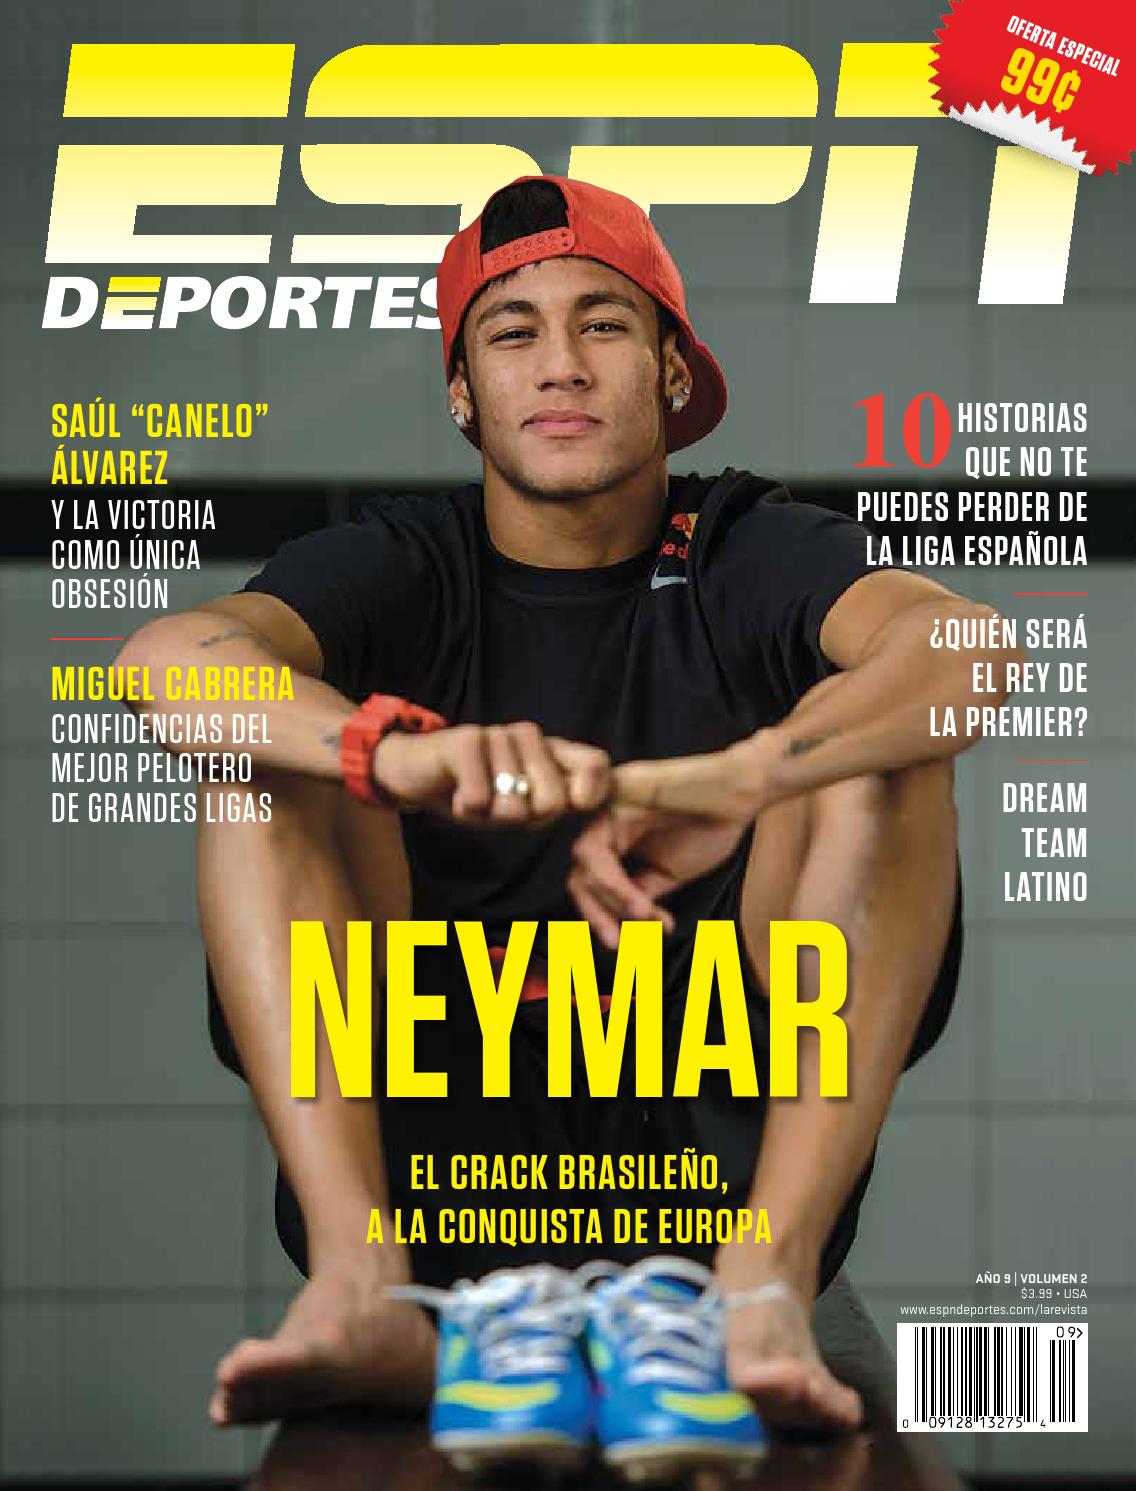 OFERTA ESPECIAL
99¢
ESPN
DEPORTES
SAÚL “CANELO”
ÁLVAREZ
Y LA VICTORIA
COMO ÚNICA
OBSESIÓN
MIGUEL CABRERA
CONFIDENCIAS DEL
MEJOR PELOTERO
DE GRANDES LIGAS
10 HISTORIAS
QUE NO TE
PUEDES PERDER DE
LA LIGA ESPAÑOLA
¿QUIÉN SERÁ
EL REY DE
LA PREMIER?
DREAM
TEAM
LATINO
NEYMAR
EL CRACK BRASILEÑO,
A LA CONQUISTA DE EUROPA
AÑO 9 | VOLUMEN 2
$3.99 • USA
www.espndeportes.com/larevista
09>
0 09128 13275 4